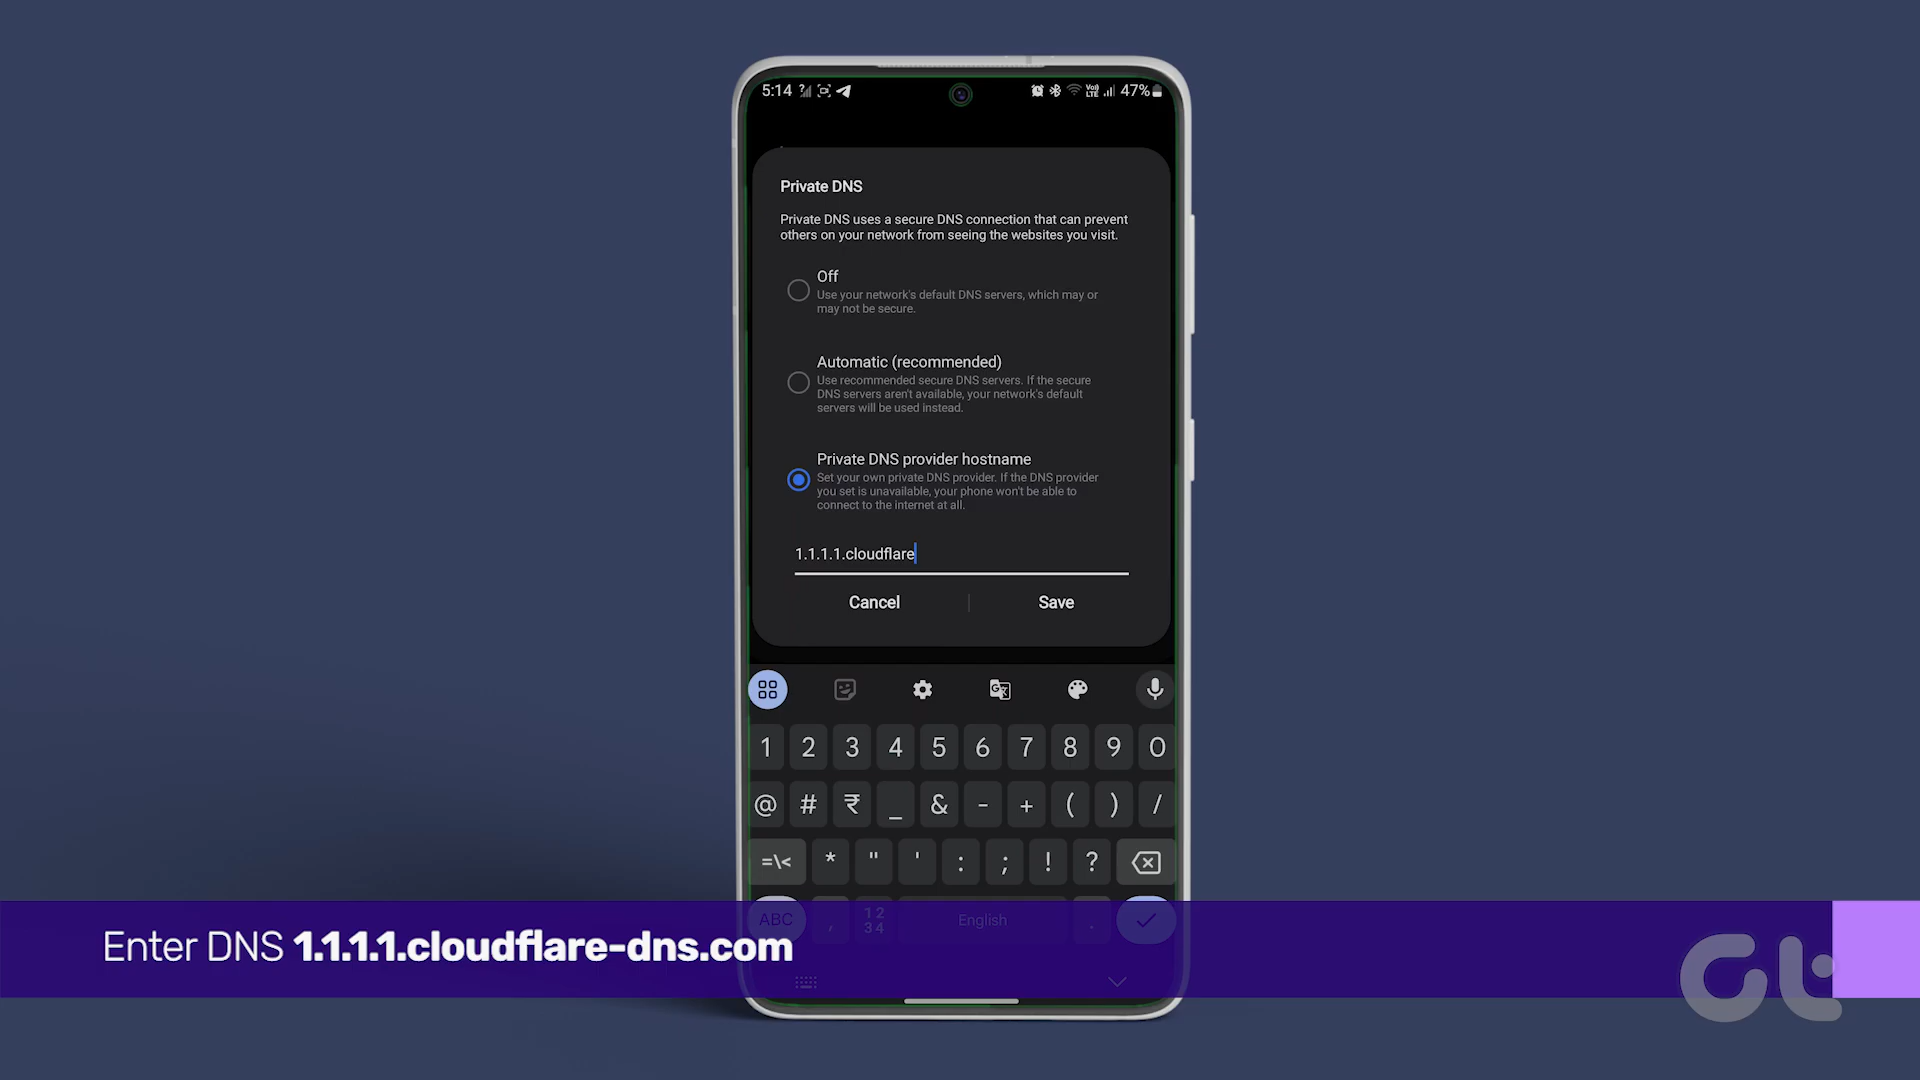 5:14
VoI) LTE 47%
Private DNS
Private DNS uses a secure DNS connection that can prevent
others on your network from seeing the websites you visit.
Off
Use your network's default DNS servers, which may or
may not be secure.
Automatic (recommended)
Use recommended secure DNS servers. If the secure
DNS servers aren't available, your network's default
servers will be used instead.
Private DNS provider hostname
Set your own private DNS provider. If the DNS provider
you set is unavailable, your phone won't be able to
connect to the internet at all.
1.1.1.1.cloudflare
Cancel
Save
1 2 3 4 5 6 7 8 9 0
@ # ₹ _ & - + ( ) /
=\< * " ' : ; ! ?
ABC , 12 34 English .
Enter DNS 1.1.1.1.cloudflare-dns.com
Gt